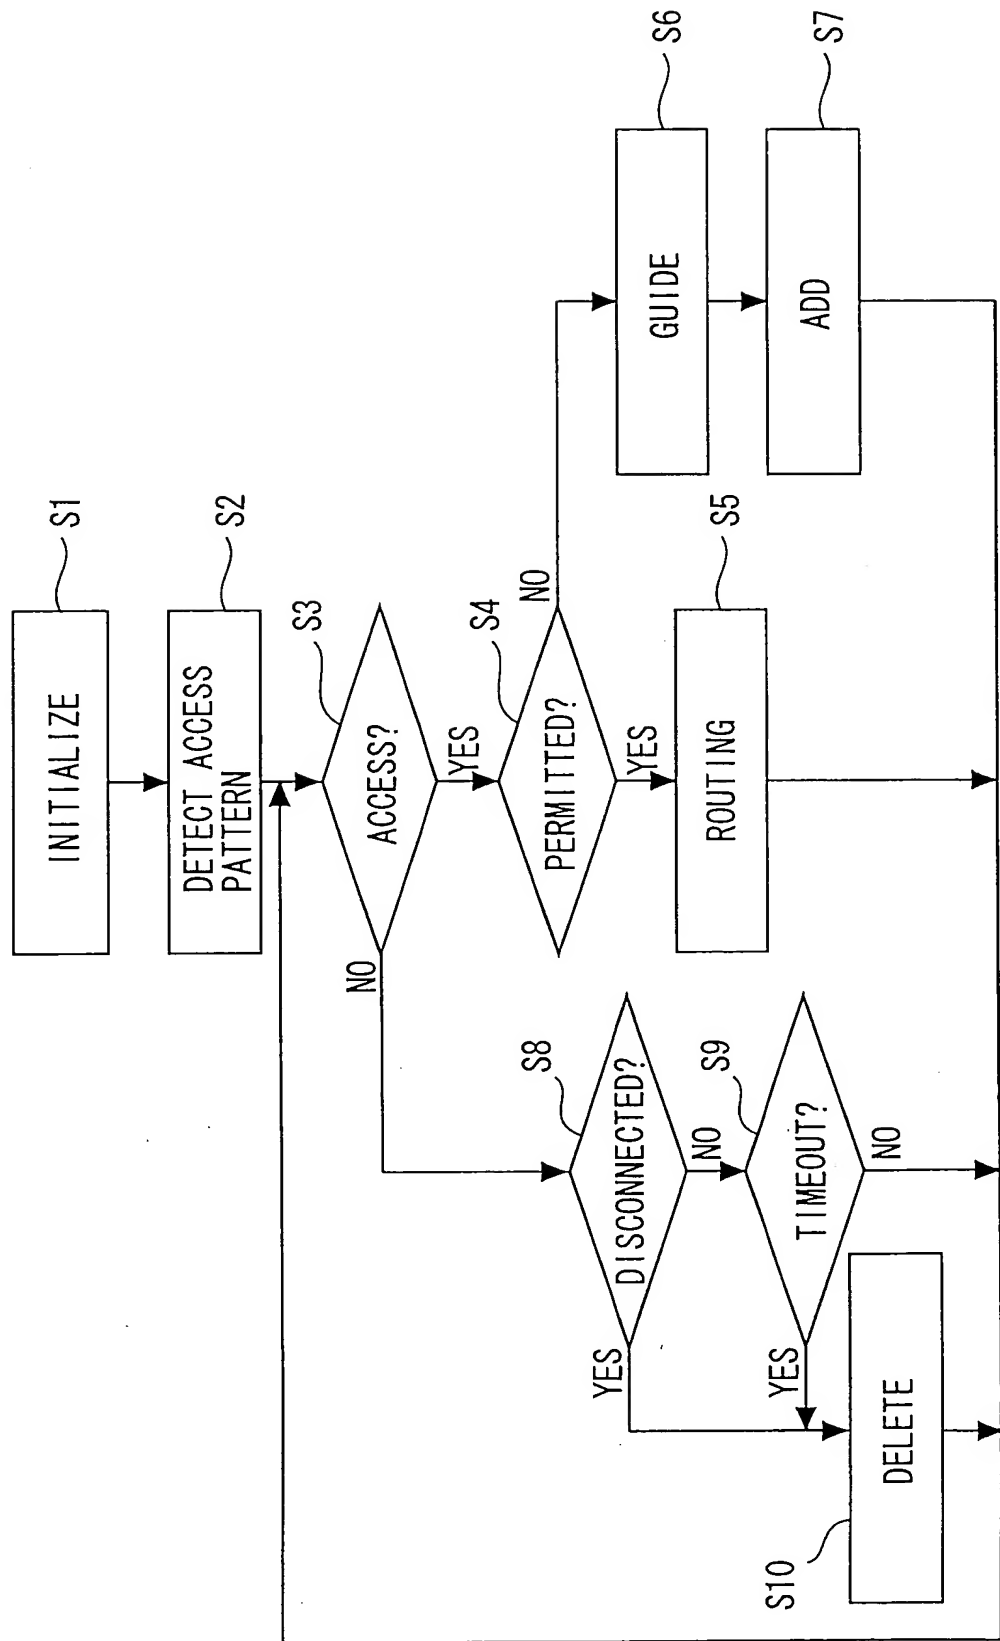 INITIALIZE
S1
DETECT ACCESS
PATTERN
S2
ACCESS?
S3
YES
NO
PERMITTED?
S4
YES
NO
ROUTING
S5
GUIDE
S6
ADD
S7
DISCONNECTED?
S8
YES
NO
TIMEOUT?
S9
YES
NO
DELETE
S10